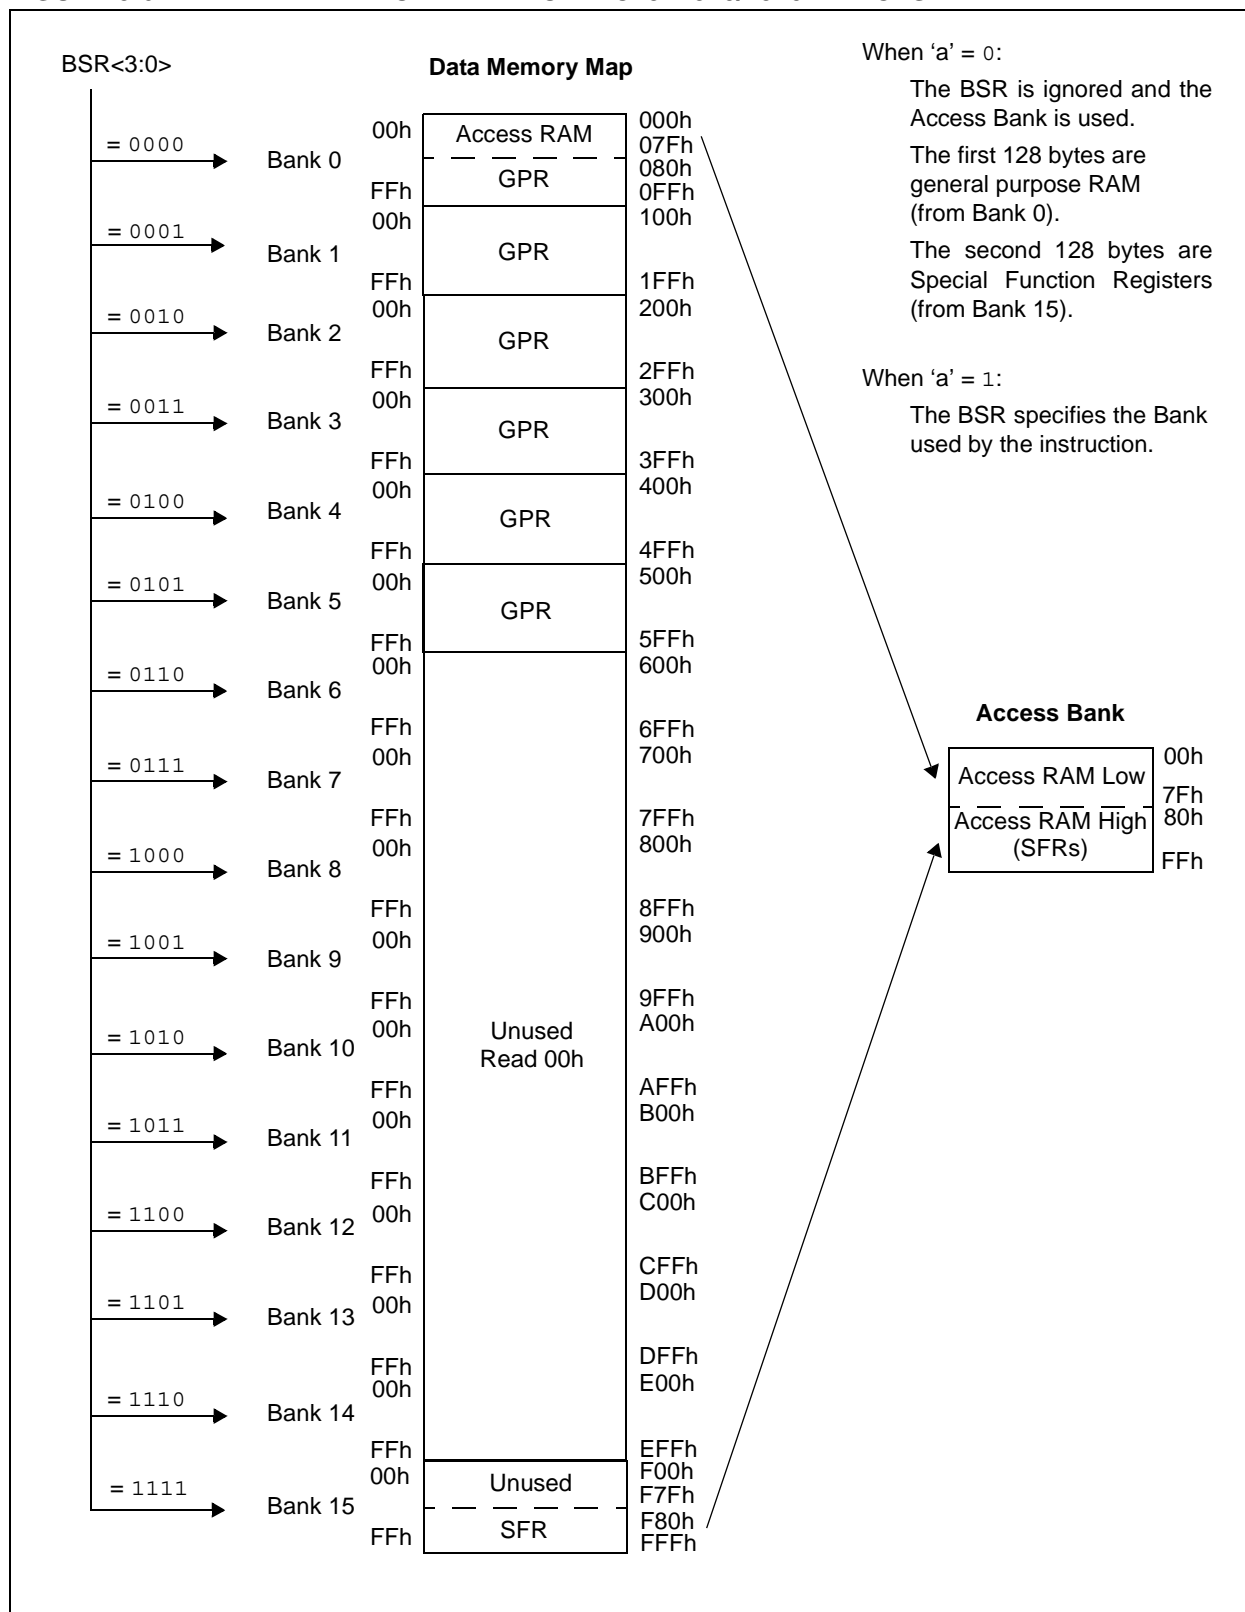 BSR<3:0>
Data Memory Map
When ‘a’ = 0:
The BSR is ignored and the
Access Bank is used.
The first 128 bytes are
general purpose RAM
(from Bank 0).
The second 128 bytes are
Special Function Registers
(from Bank 15).
When ‘a’ = 1:
The BSR specifies the Bank
used by the instruction.
= 0000
Bank 0
00h
FFh
Access RAM
GPR
000h
07Fh
080h
0FFh
= 0001
Bank 1
00h
FFh
GPR
100h
1FFh
= 0010
Bank 2
00h
FFh
GPR
200h
2FFh
= 0011
Bank 3
00h
FFh
GPR
300h
3FFh
= 0100
Bank 4
00h
FFh
GPR
400h
4FFh
= 0101
Bank 5
00h
FFh
GPR
500h
5FFh
= 0110
Bank 6
00h
FFh
600h
6FFh
= 0111
Bank 7
00h
FFh
700h
7FFh
= 1000
Bank 8
00h
FFh
800h
8FFh
= 1001
Bank 9
00h
FFh
900h
9FFh
= 1010
Bank 10
00h
FFh
Unused
Read 00h
A00h
AFFh
= 1011
Bank 11
00h
FFh
B00h
BFFh
= 1100
Bank 12
00h
FFh
C00h
CFFh
= 1101
Bank 13
00h
FFh
D00h
DFFh
= 1110
Bank 14
00h
FFh
E00h
EFFh
= 1111
Bank 15
00h
FFh
Unused
SFR
F00h
F7Fh
F80h
FFFh
Access Bank
Access RAM Low
Access RAM High
(SFRs)
00h
7Fh
80h
FFh